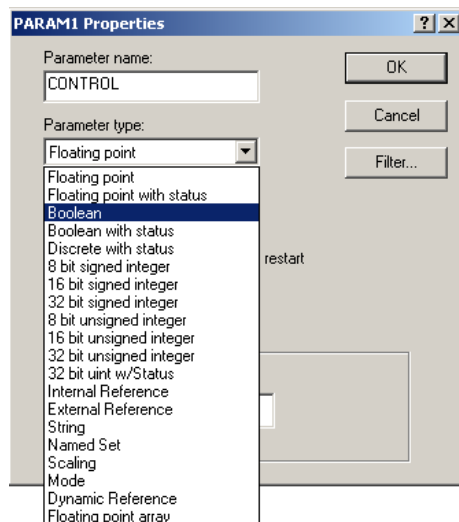 PARAM1 Properties
Parameter name:
OK
CONTROL
Cancel
Parameter type:
Floating point
Filter...
Floating point
Floating point with status
Boolean
Boolean with status
Discrete with status
restart
8 bit signed integer
16 bit signed integer
32 bit signed integer
8 bit unsigned integer
16 bit unsigned integer
32 bit unsigned integer
32 bit uint w/Status
Internal Reference
External Reference
String
Named Set
Scaling
Mode
Dynamic Reference
Floating point array